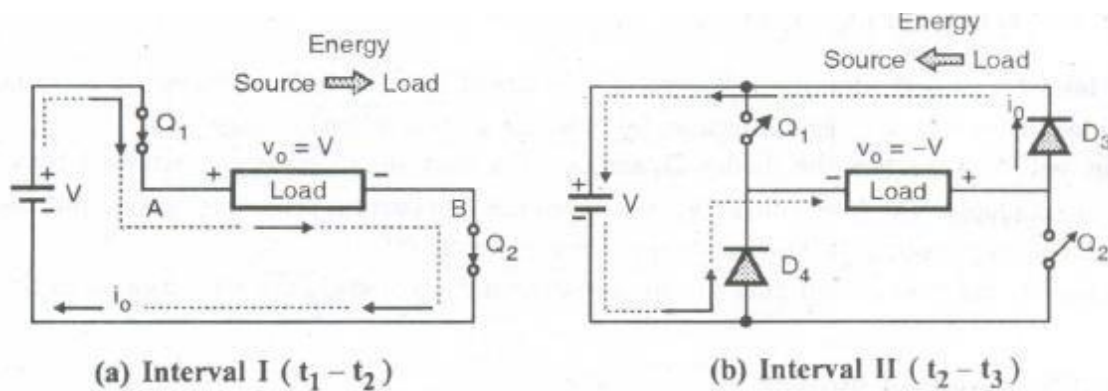 Energy
Source Load
Q1
vo = V
+ Load −
+
V
−
A
B
Q2
io
(a) Interval I ( t1 – t2 )
Energy
Source Load
io
D3
Q1
vo = –V
− Load +
+
V
−
Q2
D4
(b) Interval II ( t2 – t3 )